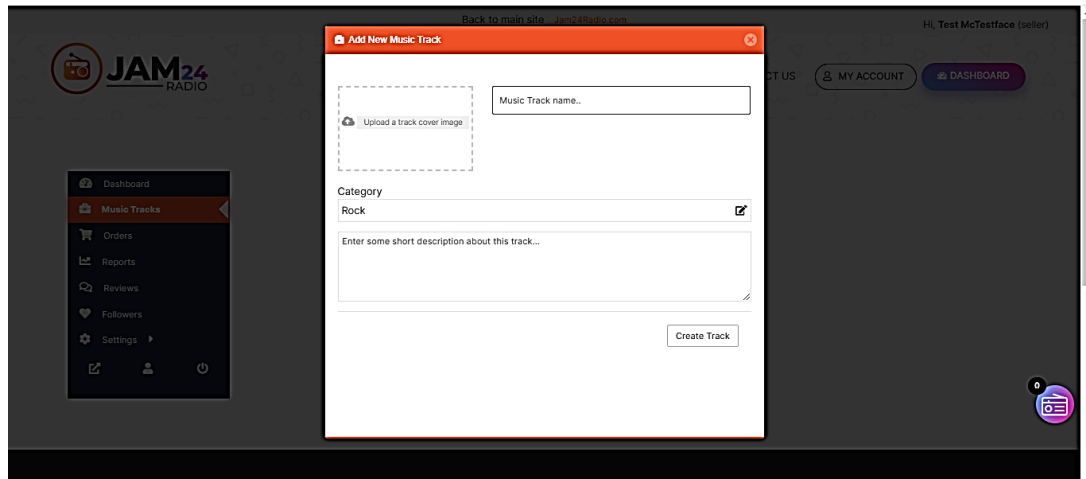 Back to main site Jam24Radio.com
Hi, Test McTestface (seller)
JAM24
RADIO
CT US
MY ACCOUNT
DASHBOARD
Add New Music Track
Upload a track cover image
Music Track name..
Category
Rock
Enter some short description about this track...
Create Track
Dashboard
Music Tracks
Orders
Reports
Reviews
Followers
Settings
0